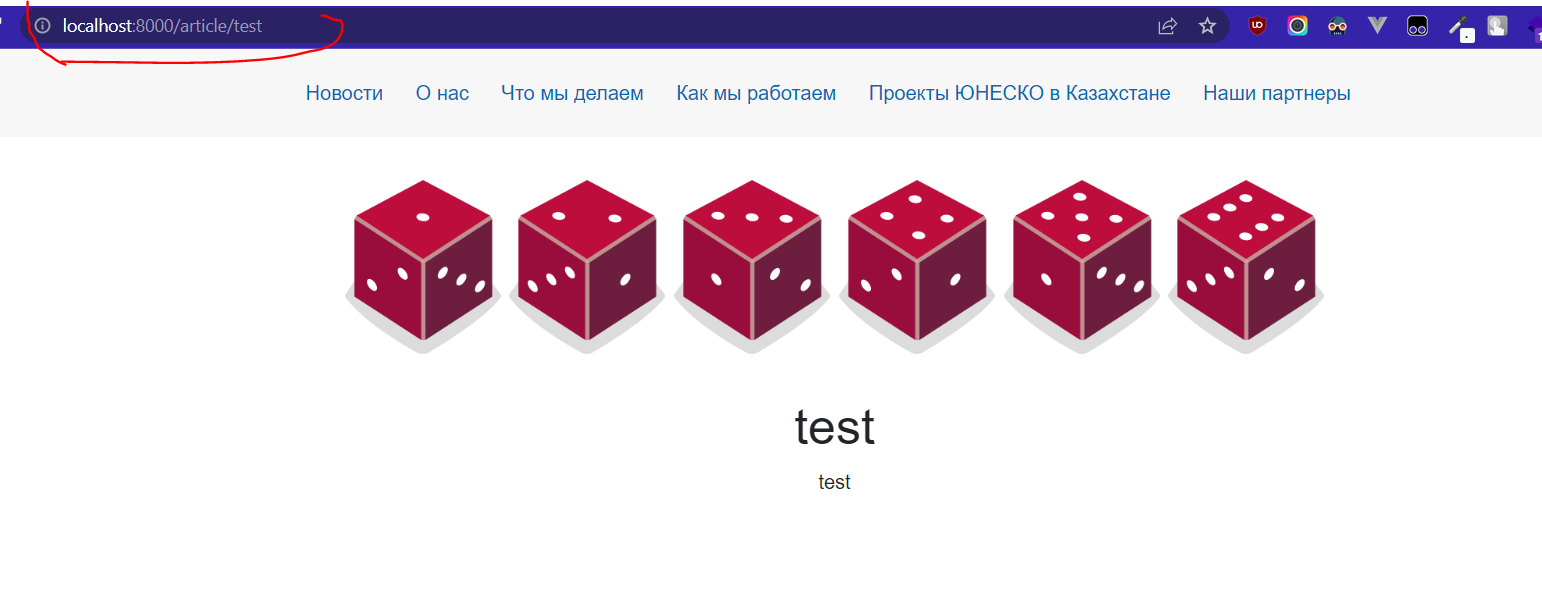 localhost:8000/article/test
Новости О нас Что мы делаем Как мы работаем Проекты ЮНЕСКО в Казахстане Наши партнеры
test
test